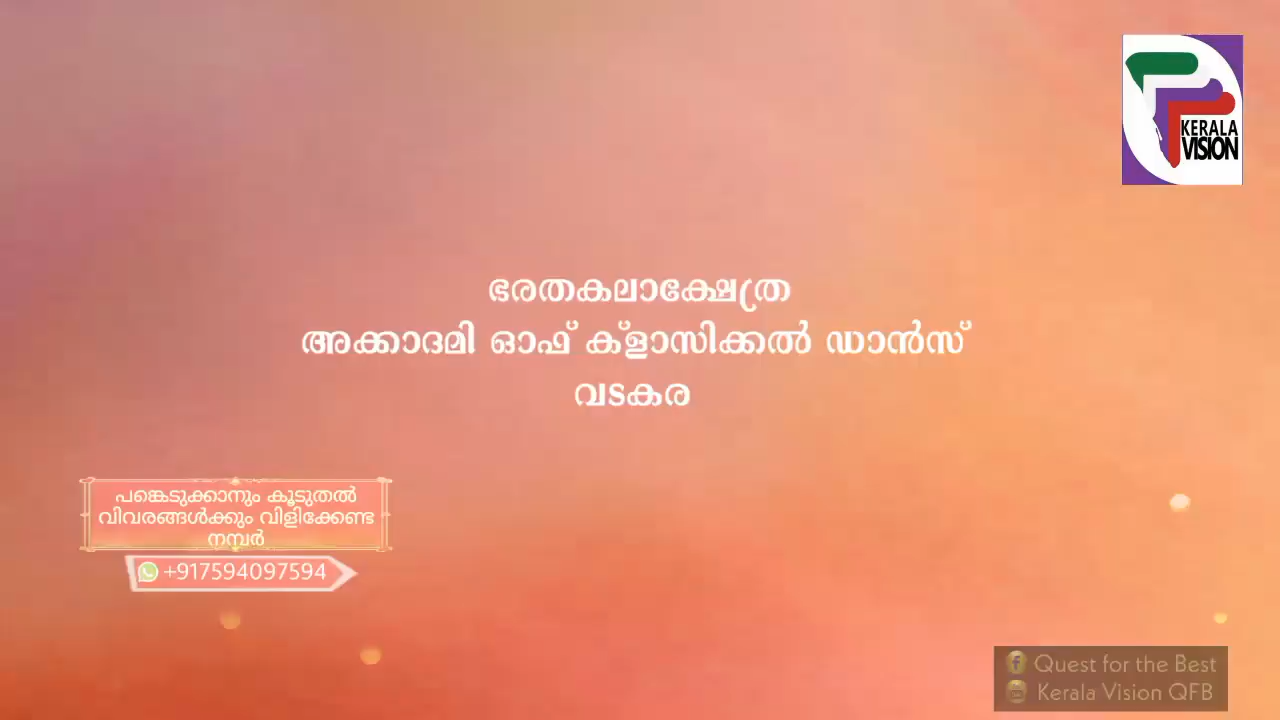 KERALA
VISION
ഭരതകലാക്ഷേത്ര
അക്കാദമി ഓഫ് ക്ളാസിക്കൽ ഡാൻസ്
വടകര
പങ്കെടുക്കാനും കൂടുതൽ
വിവരങ്ങൾക്കും വിളിക്കേണ്ട
നമ്പർ
+917594097594
Quest for the Best
Kerala Vision QFB